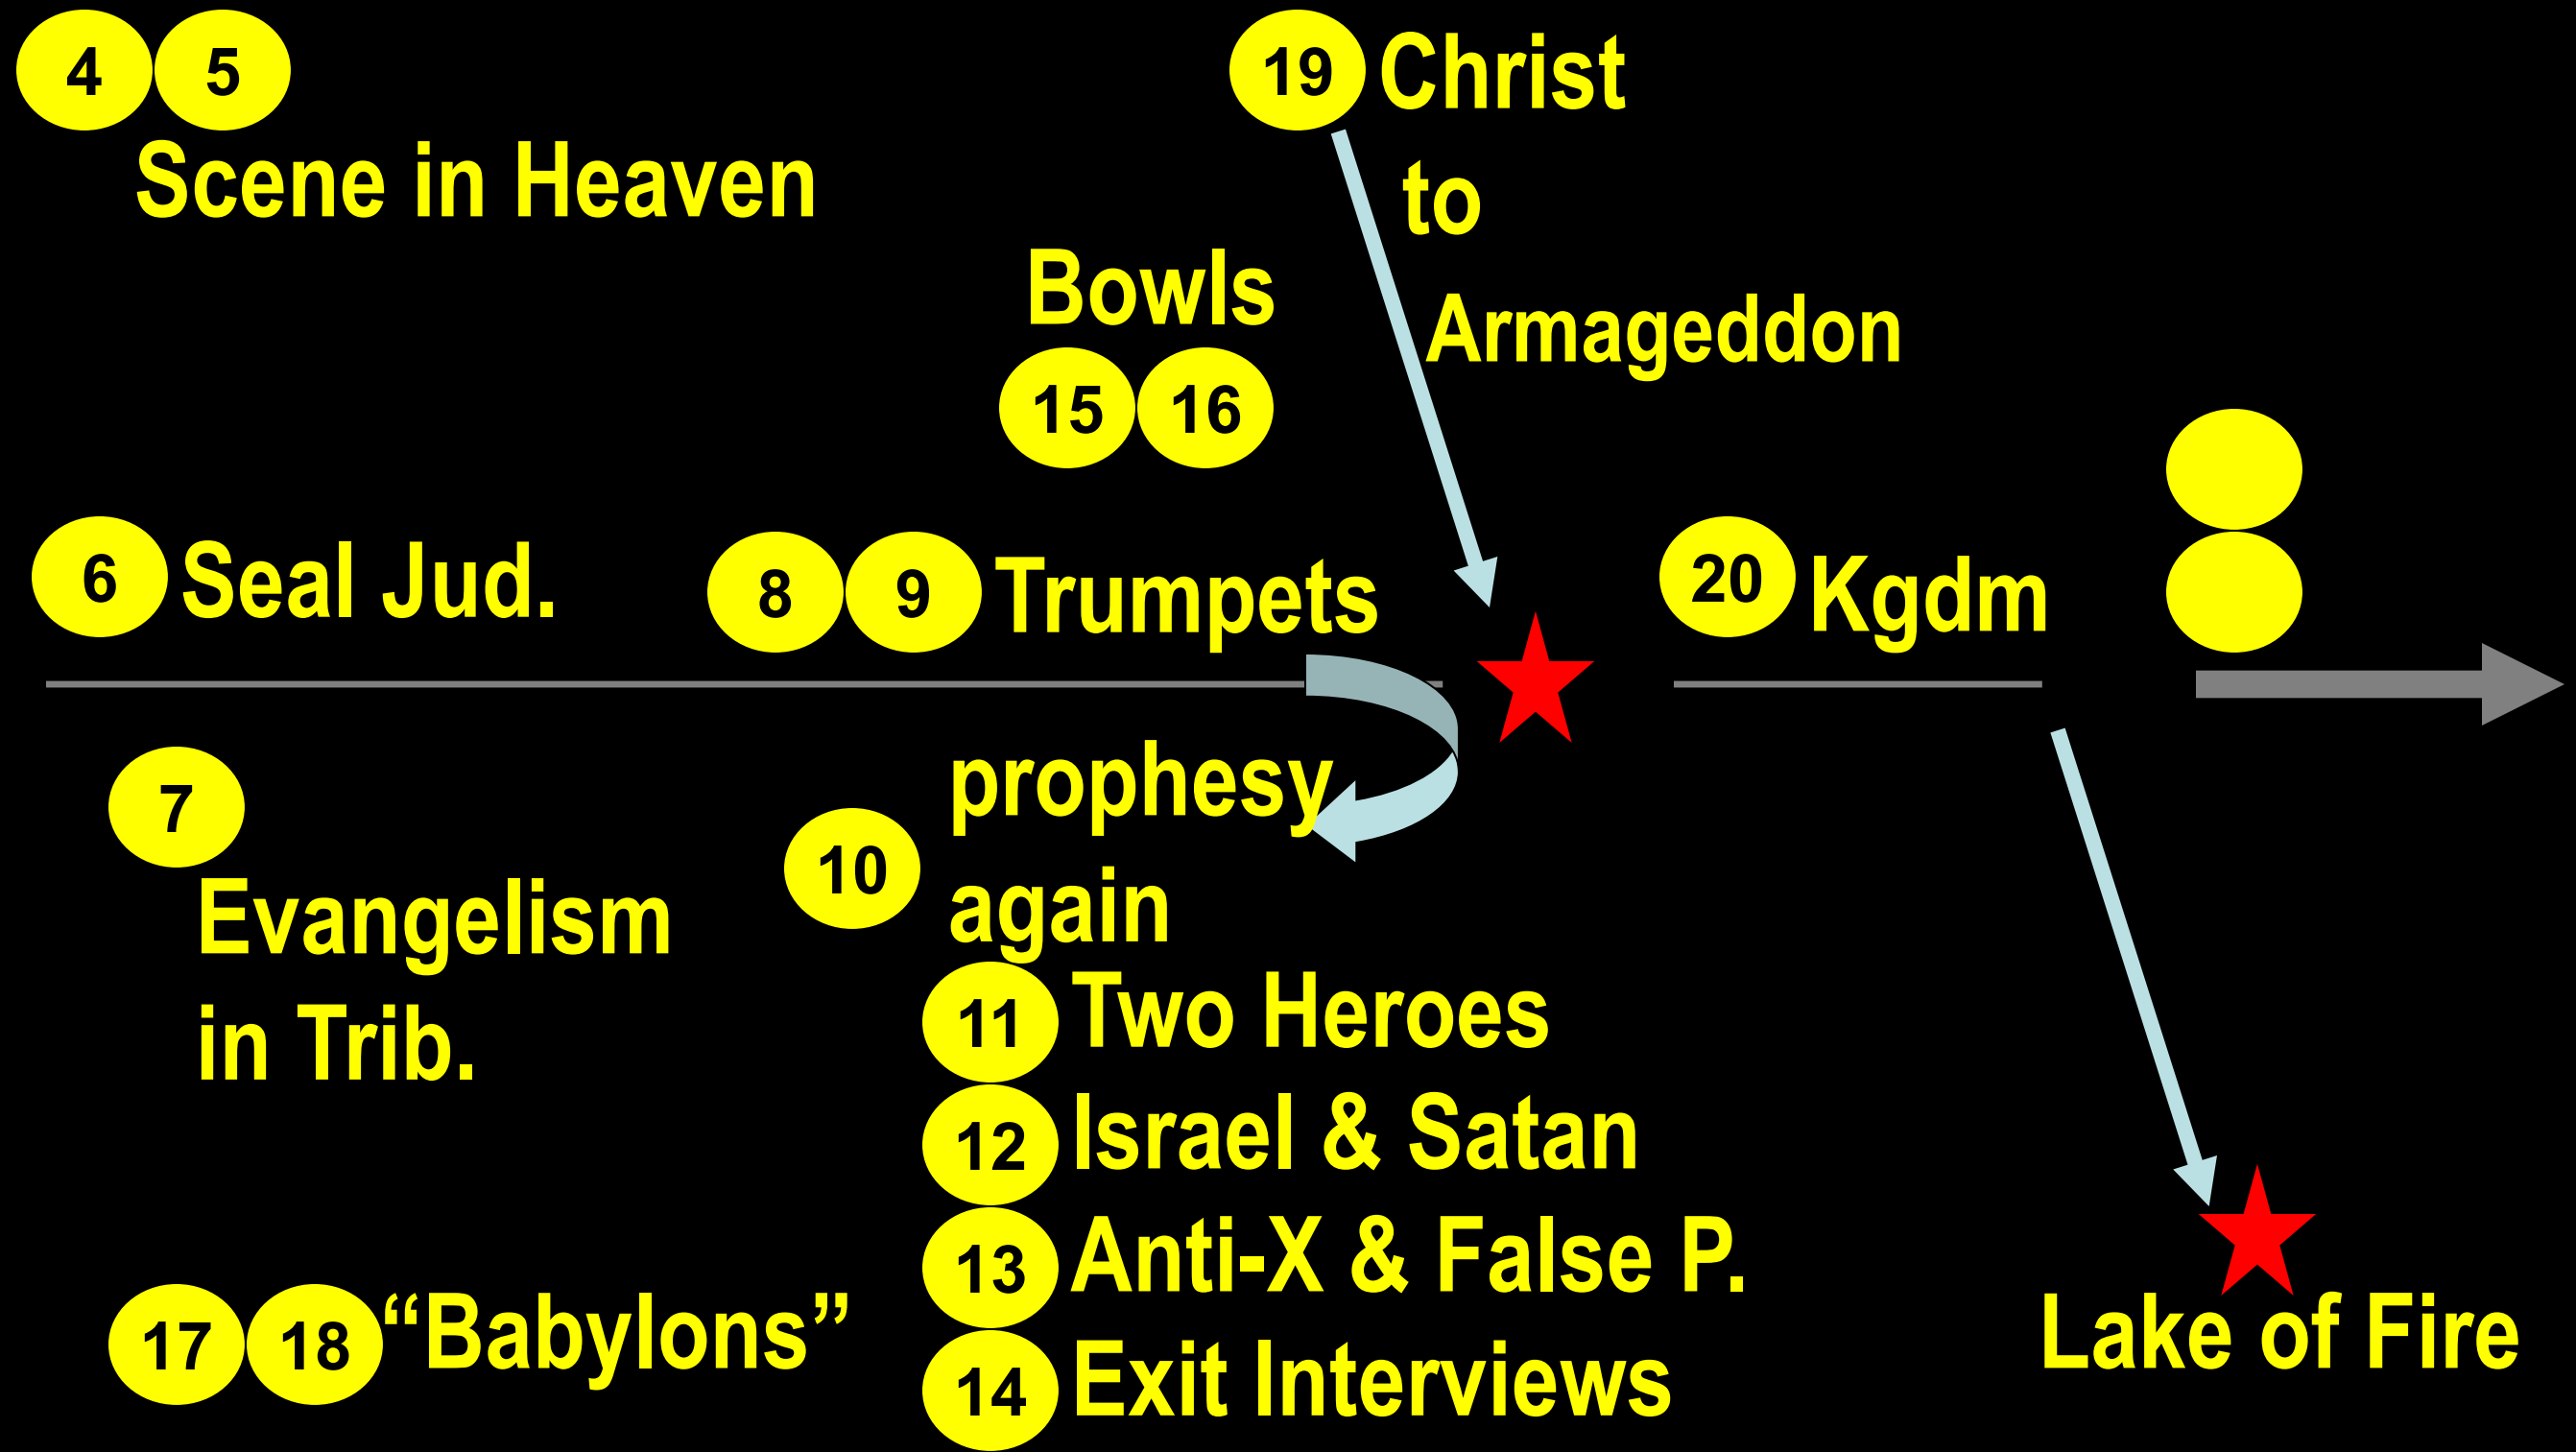 4 5
Scene in Heaven
19 Christ
to
Armageddon
Bowls
15 16
6 Seal Jud.
8 9 Trumpets
20 Kgdm
7
Evangelism
in Trib.
10
prophesy
again
11 Two Heroes
12 Israel & Satan
13 Anti-X & False P.
14 Exit Interviews
17 18 “Babylons”
Lake of Fire